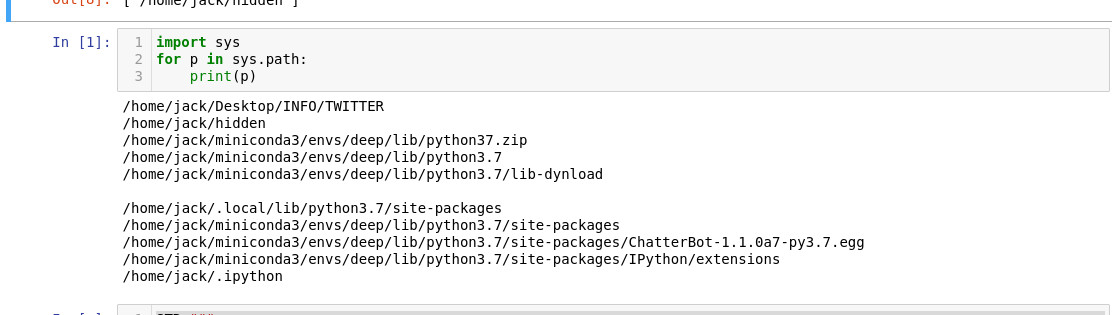 Out[8]: ['/home/jack/hidden']
In [1]:
1 import sys
2 for p in sys.path:
3     print(p)
/home/jack/Desktop/INFO/TWITTER
/home/jack/hidden
/home/jack/miniconda3/envs/deep/lib/python37.zip
/home/jack/miniconda3/envs/deep/lib/python3.7
/home/jack/miniconda3/envs/deep/lib/python3.7/lib-dynload
/home/jack/.local/lib/python3.7/site-packages
/home/jack/miniconda3/envs/deep/lib/python3.7/site-packages
/home/jack/miniconda3/envs/deep/lib/python3.7/site-packages/ChatterBot-1.1.0a7-py3.7.egg
/home/jack/miniconda3/envs/deep/lib/python3.7/site-packages/IPython/extensions
/home/jack/.ipython